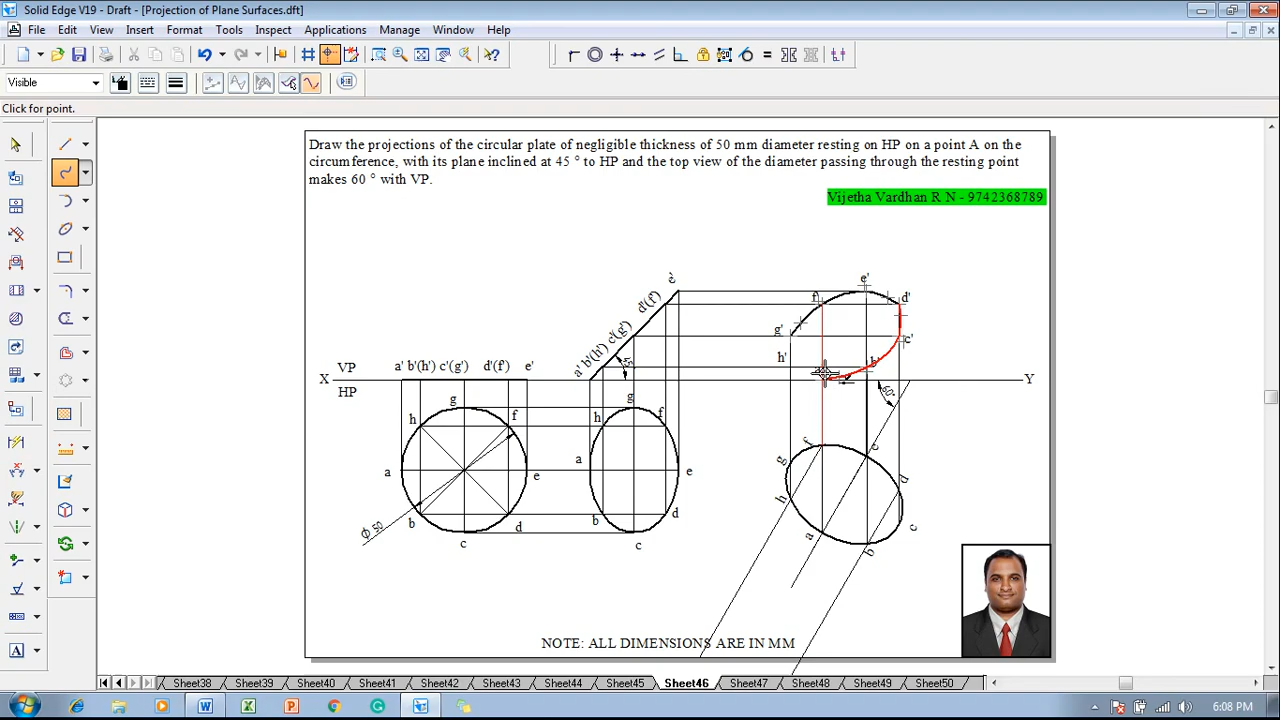 Solid Edge V19 - Draft - [Projection of Plane Surfaces.dft]
File Edit View Insert Format Tools Inspect Applications Manage Window Help
Visible
Click for point.
Draw the projections of the circular plate of negligible thickness of 50 mm diameter resting on HP on a point A on the
circumference, with its plane inclined at 45 ° to HP and the top view of the diameter passing through the resting point
makes 60 ° with VP.
Vijetha Vardhan R N - 9742368789
è
e'
d'(f')
f'
d'
c'(g')
g'
c'
b'(h')
h'
b'
a'
45°
VP
a' b'(h') c'(g') d'(f') e'
X
Y
HP
60°
g
g
h
f
h
f
f
e
g
a
e
a
e
d
h
b
d
b
d
a
c
b
c
c
Φ 50
NOTE: ALL DIMENSIONS ARE IN MM
Sheet38 Sheet39 Sheet40 Sheet41 Sheet42 Sheet43 Sheet44 Sheet45 Sheet46 Sheet47 Sheet48 Sheet49 Sheet50
6:08 PM